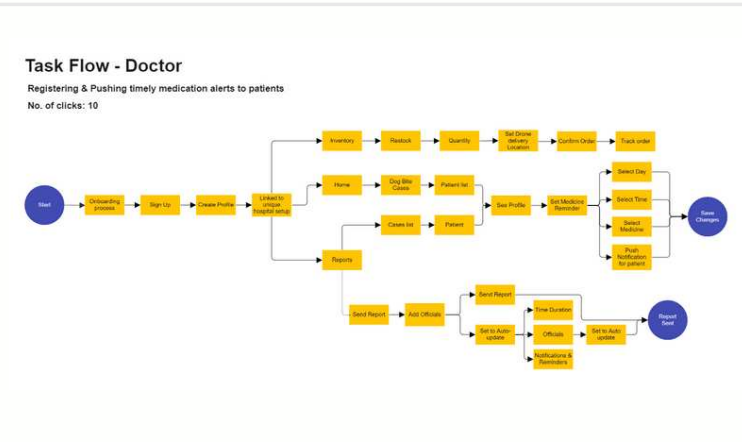 Task Flow - Doctor
Registering & Pushing timely medication alerts to patients
No. of clicks: 10
Start
Onboarding
process
Sign Up
Create Profile
Linked to
unique
hospital setup
Inventory
Restock
Quantity
Set Drone
delivery
Location
Confirm Order
Track order
Home
Dog Bite
Cases
Patient list
Reports
Cases list
Patient
See Profile
Set Medicine
Reminder
Select Day
Select Time
Select
Medicine
Push
Notification
for patient
Save
Changes
Send Report
Add Officials
Send Report
Set to Auto-
update
Time Duration
Officials
Notifications &
Reminders
Set to Auto
update
Report
Sent